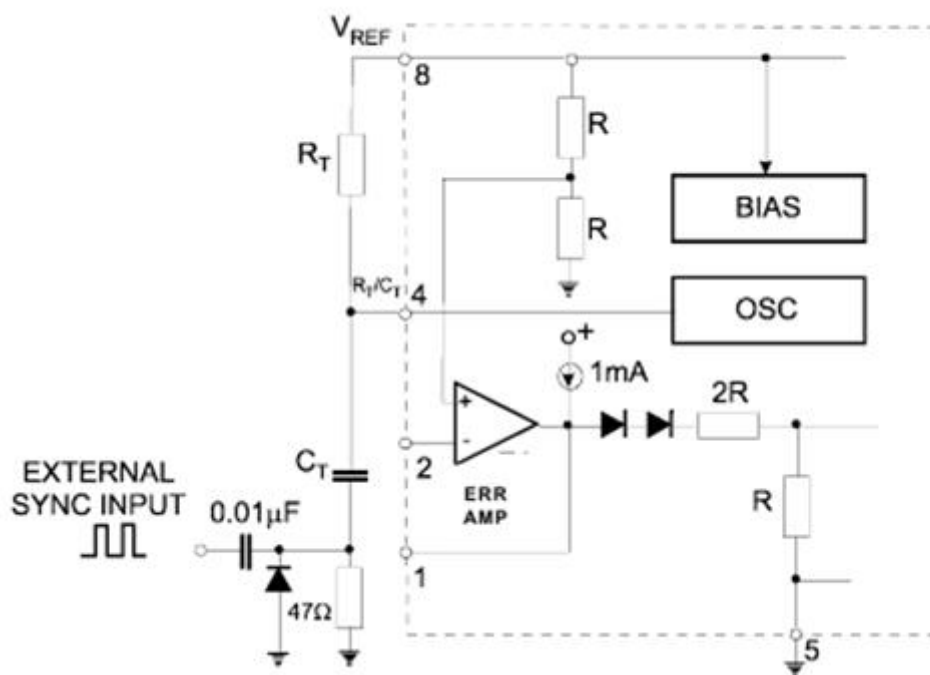 VREF
8
R
RT
BIAS
R
RT/CT
4
OSC
+
1mA
2R
+
-
2
CT
EXTERNAL
SYNC INPUT
0.01µF
ERR
AMP
R
1
47Ω
5